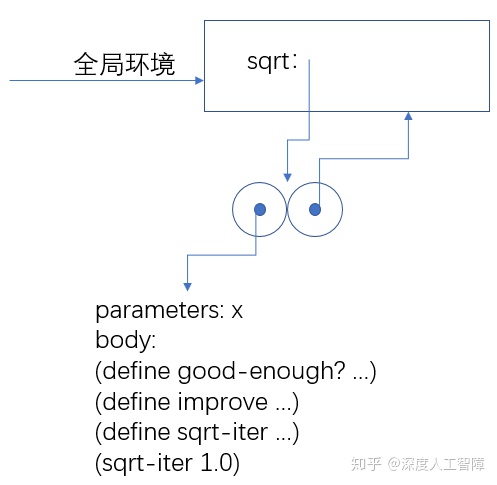 全局环境
sqrt:
parameters: x
body:
(define good-enough? ...)
(define improve ...)
(define sqrt-iter ...)
(sqrt-iter 1.0)
知乎 @深度人工智障